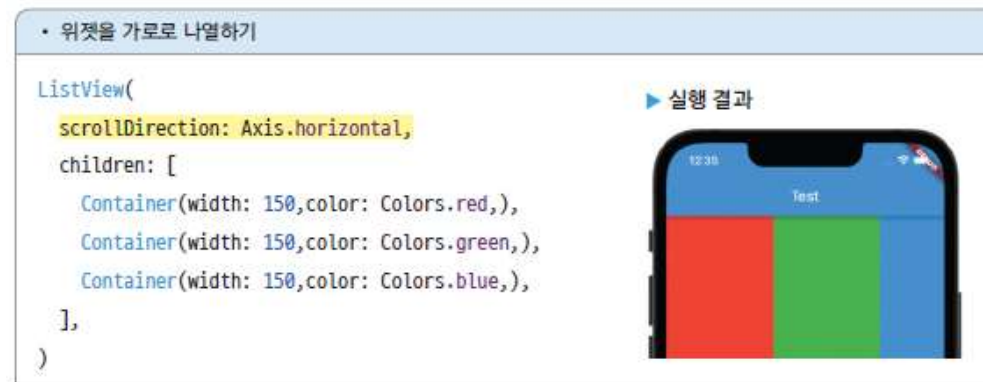 • 위젯을 가로로 나열하기
ListView(
scrollDirection: Axis.horizontal,
children: [
Container(width: 150,color: Colors.red,),
Container(width: 150,color: Colors.green,),
Container(width: 150,color: Colors.blue,),
],
)
▶ 실행 결과
Test